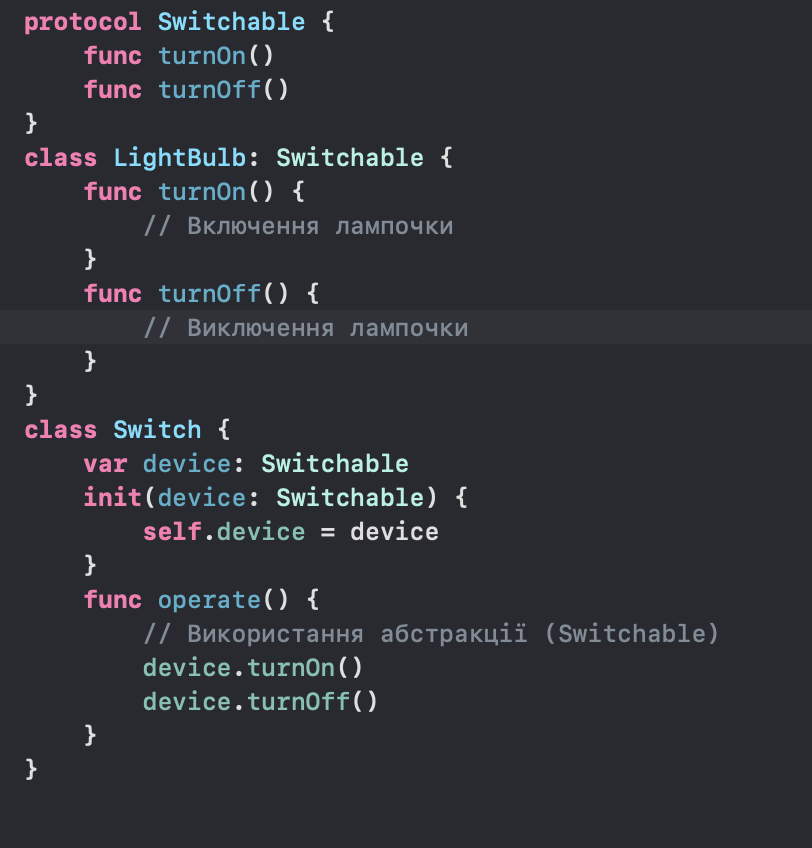 protocol Switchable {
    func turnOn()
    func turnOff()
}
class LightBulb: Switchable {
    func turnOn() {
        // Включення лампочки
    }
    func turnOff() {
        // Виключення лампочки
    }
}
class Switch {
    var device: Switchable
    init(device: Switchable) {
        self.device = device
    }
    func operate() {
        // Використання абстракції (Switchable)
        device.turnOn()
        device.turnOff()
    }
}